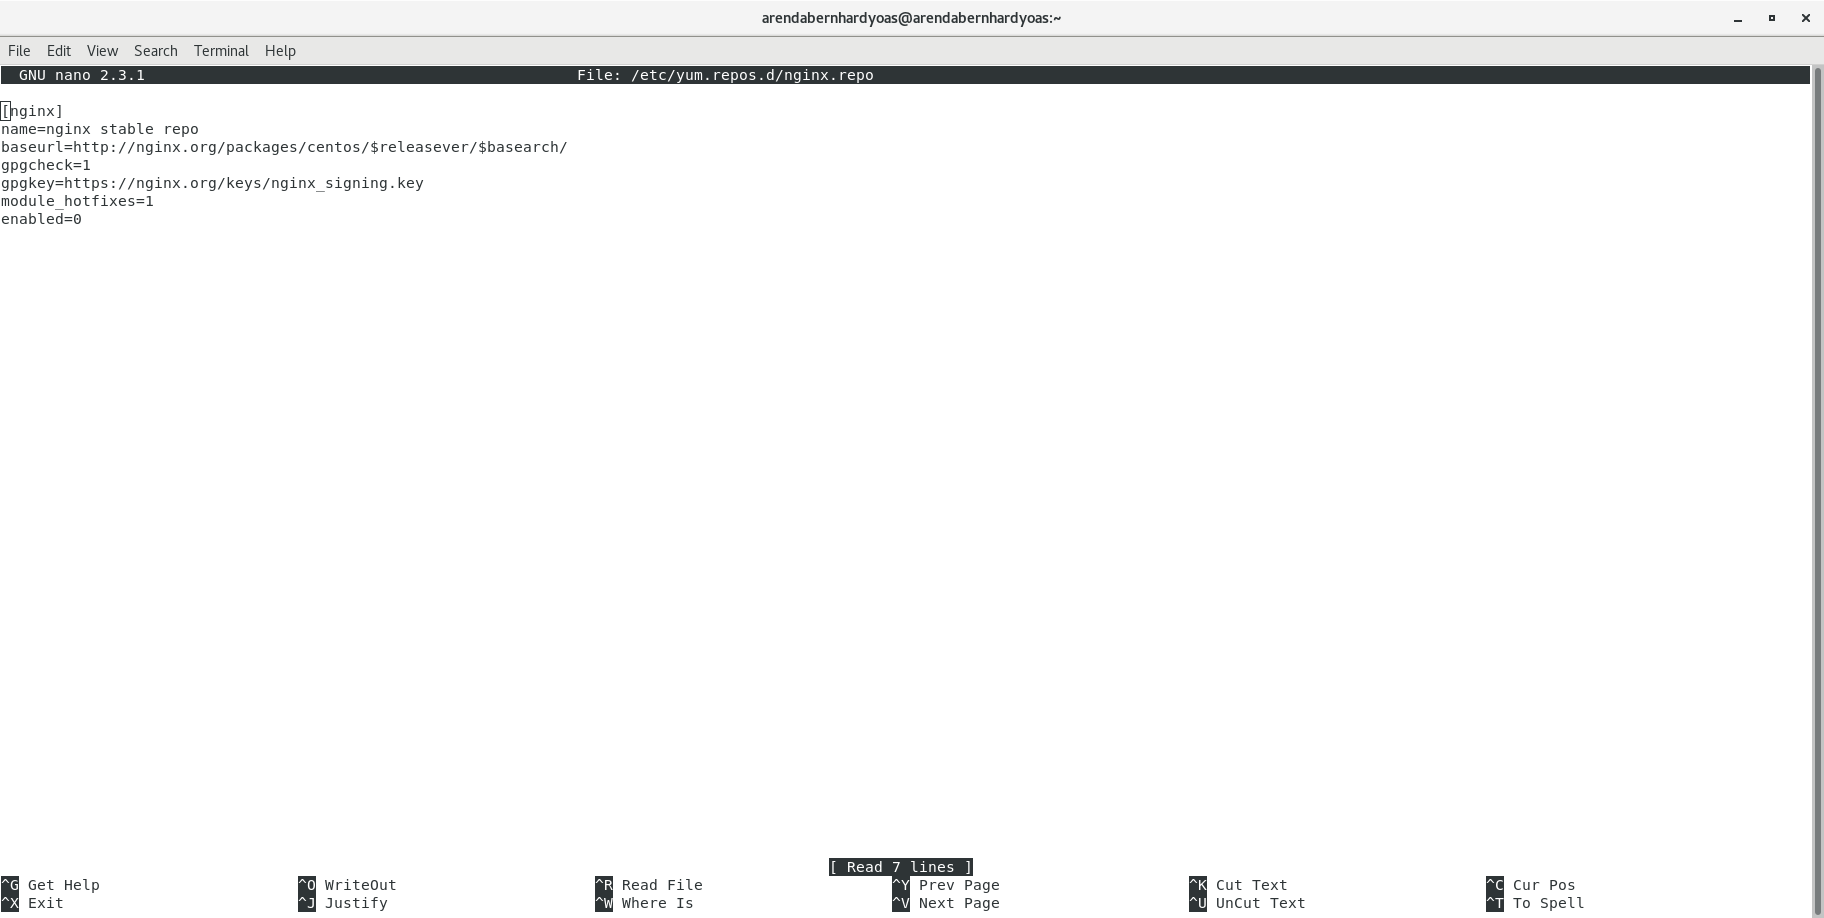 arendabernhardyoas@arendabernhardyoas:~
File Edit View Search Terminal Help
GNU nano 2.3.1 File: /etc/yum.repos.d/nginx.repo
[nginx]
name=nginx stable repo
baseurl=http://nginx.org/packages/centos/$releasever/$basearch/
gpgcheck=1
gpgkey=https://nginx.org/keys/nginx_signing.key
module_hotfixes=1
enabled=0
[ Read 7 lines ]
^G Get Help ^O WriteOut ^R Read File ^Y Prev Page ^K Cut Text ^C Cur Pos
^X Exit ^J Justify ^W Where Is ^V Next Page ^U UnCut Text ^T To Spell